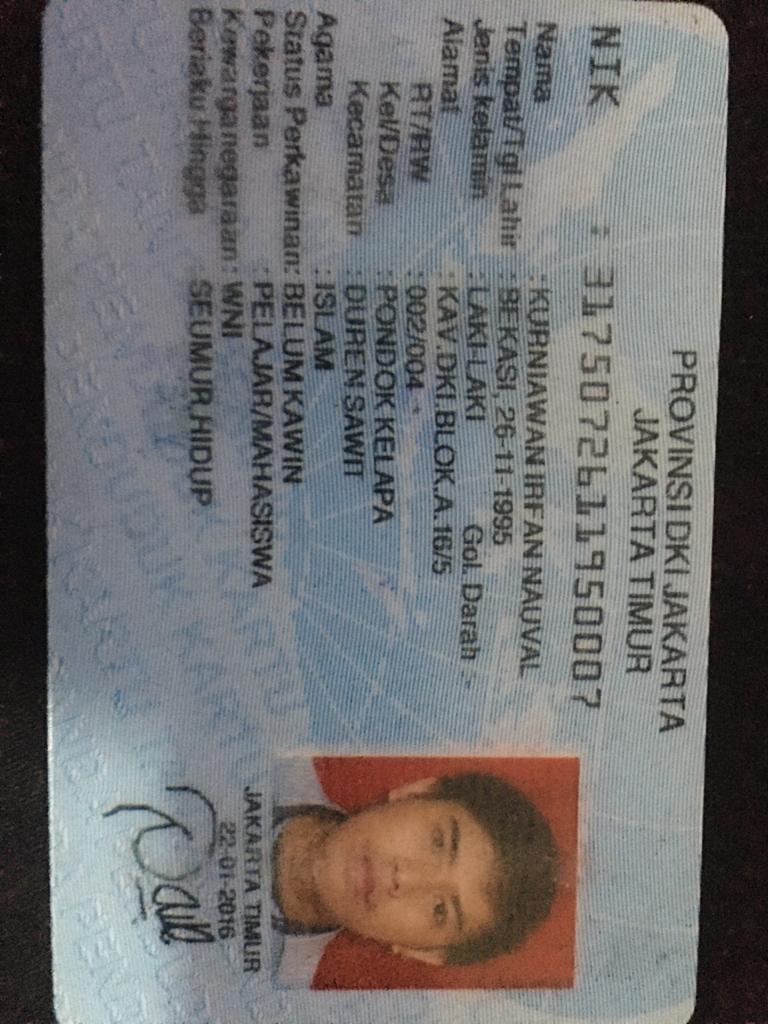 PROVINSI DKI JAKARTA
JAKARTA TIMUR
NIK : 3175072611950007
Nama : KURNIAWAN IRFAN NAUVAL
Tempat/Tgl Lahir : BEKASI, 26-11-1995
Jenis kelamin : LAKI-LAKI Gol. Darah :-
Alamat : KAV.DKI BLOK.A.16/5
RT/RW : 002/004
Kel/Desa : PONDOK KELAPA
Kecamatan : DUREN SAWIT
Agama : ISLAM
Status Perkawinan: BELUM KAWIN
Pekerjaan : PELAJAR/MAHASISWA
Kewarganegaraan : WNI
Berlaku Hingga : SEUMUR HIDUP
JAKARTA TIMUR
22-01-2016